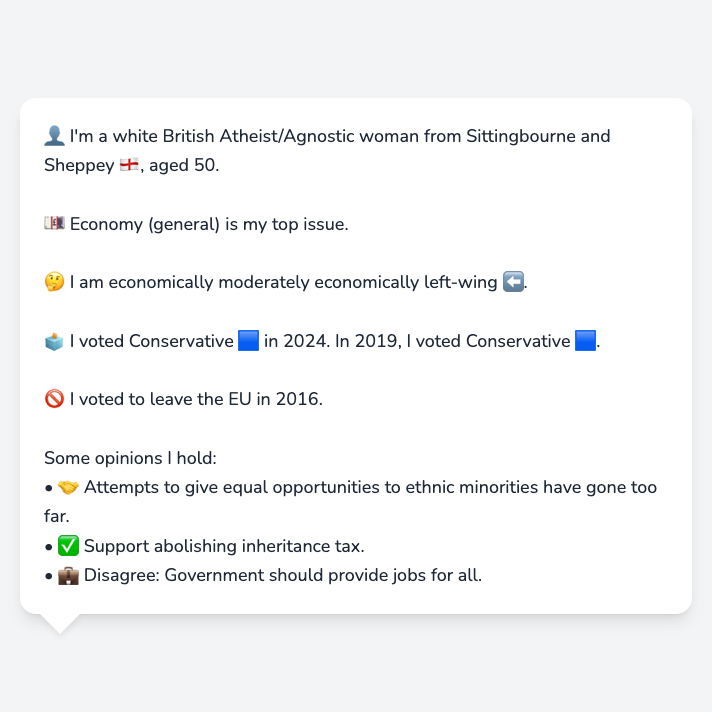 👤 I'm a white British Atheist/Agnostic woman from Sittingbourne and
Sheppey 🏴󠁧󠁢󠁥󠁮󠁧󠁿, aged 50.
💷 Economy (general) is my top issue.
🤔 I am economically moderately economically left-wing ⬅️.
🗳️ I voted Conservative 🟦 in 2024. In 2019, I voted Conservative 🟦.
🚫 I voted to leave the EU in 2016.
Some opinions I hold:
• 🤝 Attempts to give equal opportunities to ethnic minorities have gone too
far.
• ✅ Support abolishing inheritance tax.
• 💼 Disagree: Government should provide jobs for all.